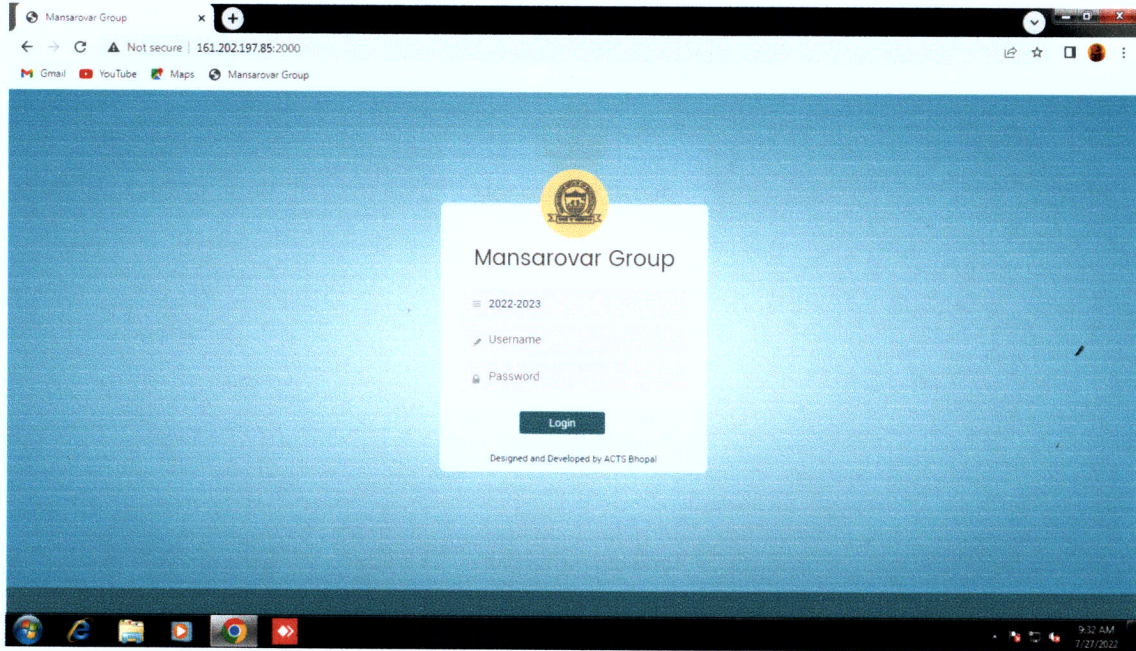 Mansarovar Group
Not secure 161.202.197.85:2000
Gmail YouTube Maps Mansarovar Group
Mansarovar Group
2022-2023
Username
Password
Login
Designed and Developed by ACTS Bhopal
9:32 AM
7/27/2022